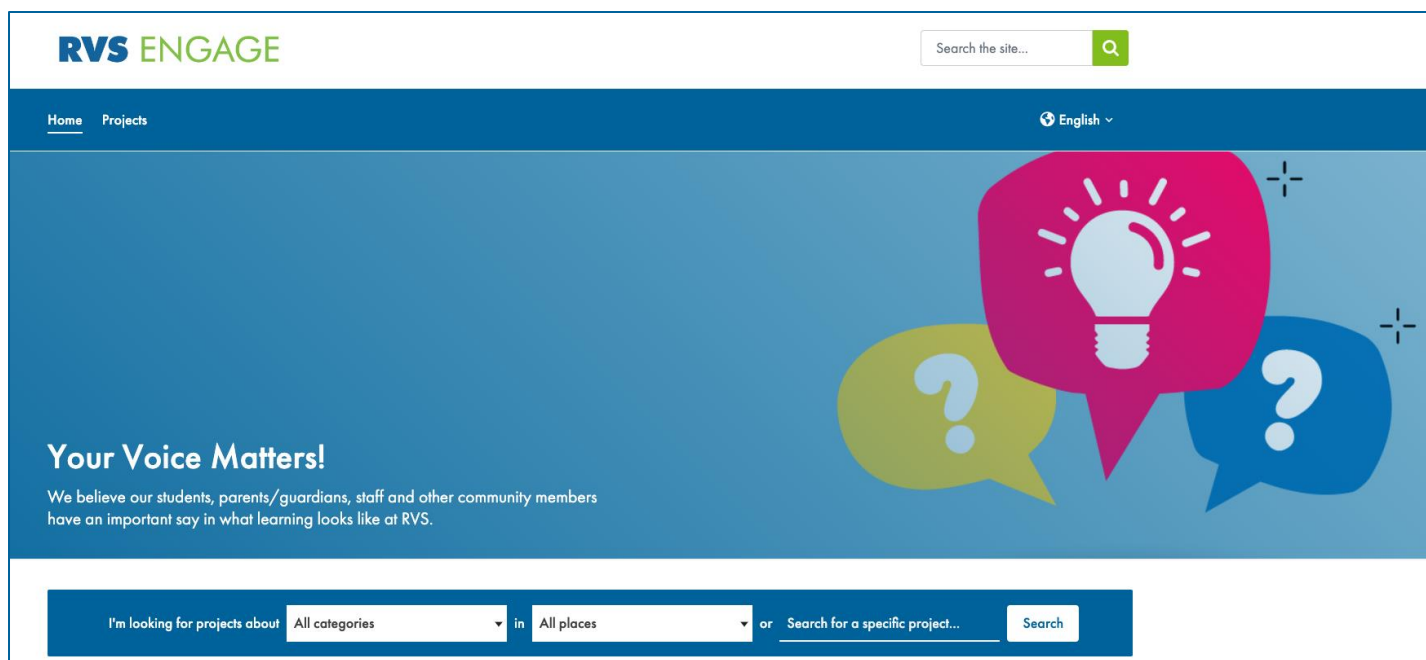 RVS ENGAGE
Search the site...
Home Projects
English
Your Voice Matters!
We believe our students, parents/guardians, staff and other community members
have an important say in what learning looks like at RVS.
I'm looking for projects about All categories in All places or Search for a specific project... Search